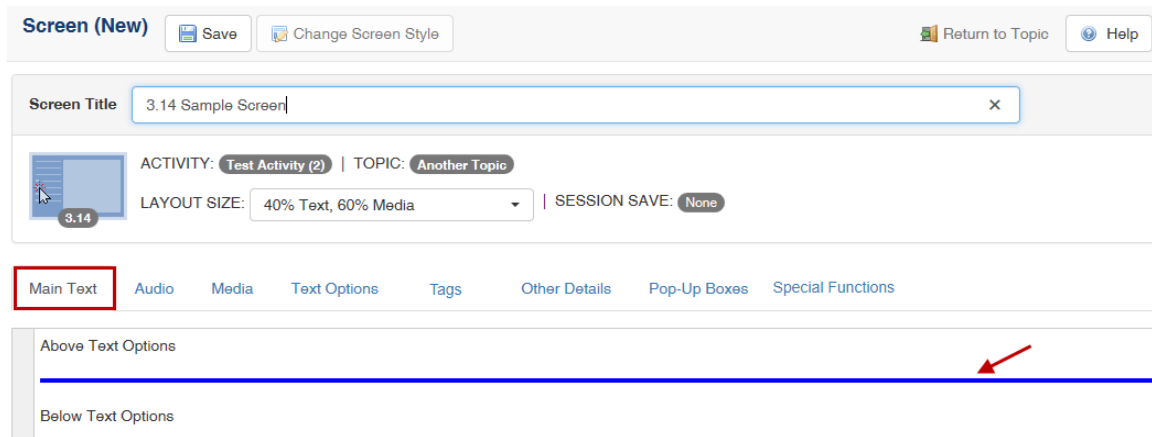 Screen (New) Save Change Screen Style Return to Topic Help
Screen Title 3.14 Sample Screen ×
ACTIVITY: Test Activity (2) | TOPIC: Another Topic
LAYOUT SIZE: 40% Text, 60% Media | SESSION SAVE: None
3.14
Main Text Audio Media Text Options Tags Other Details Pop-Up Boxes Special Functions
Above Text Options
Below Text Options